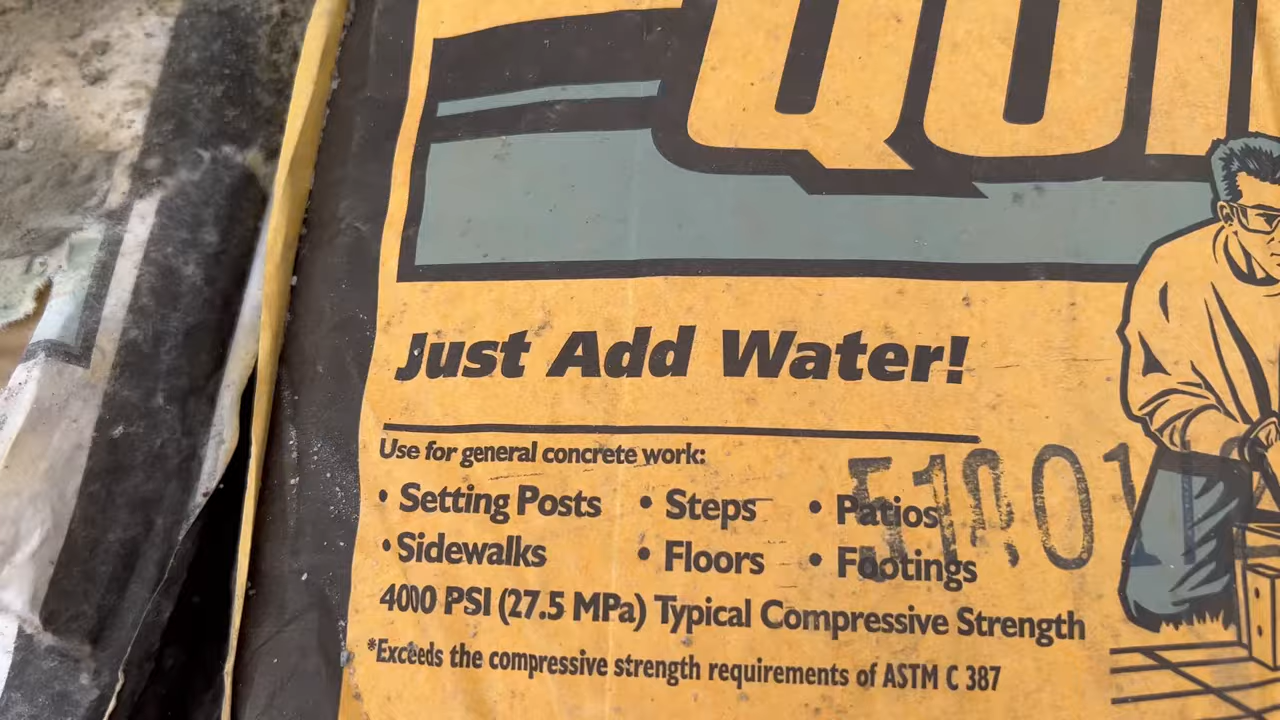 QUI
Just Add Water!
Use for general concrete work:
• Setting Posts • Steps • Patios
• Sidewalks • Floors • Footings
4000 PSI (27.5 MPa) Typical Compressive Strength
*Exceeds the compressive strength requirements of ASTM C 387